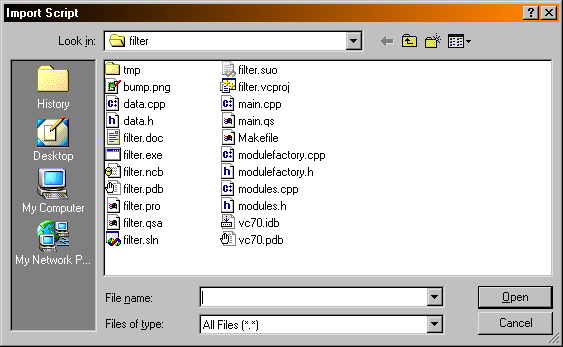 Import Script
Look in: filter
History
Desktop
My Computer
My Network P...
tmp
bump.png
data.cpp
data.h
filter.doc
filter.exe
filter.ncb
filter.pdb
filter.pro
filter.qsa
filter.sln
filter.suo
filter.vcproj
main.cpp
main.qs
Makefile
modulefactory.cpp
modulefactory.h
modules.cpp
modules.h
vc70.idb
vc70.pdb
File name:
Open
Files of type: All Files (*.*)
Cancel